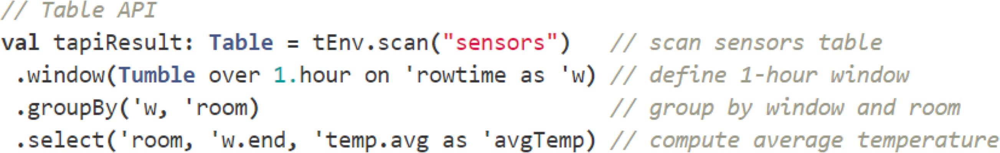 // Table API
val tapiResult: Table = tEnv.scan("sensors")   // scan sensors table
 .window(Tumble over 1.hour on 'rowtime as 'w) // define 1-hour window
 .groupBy('w, 'room)                           // group by window and room
 .select('room, 'w.end, 'temp.avg as 'avgTemp) // compute average temperature